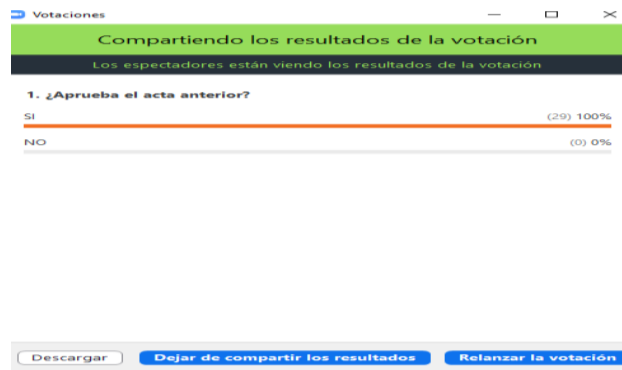 Votaciones
Compartiendo los resultados de la votación
Los espectadores están viendo los resultados de la votación
1. ¿Aprueba el acta anterior?
SI (29) 100%
NO (0) 0%
Descargar Dejar de compartir los resultados Relanzar la votación